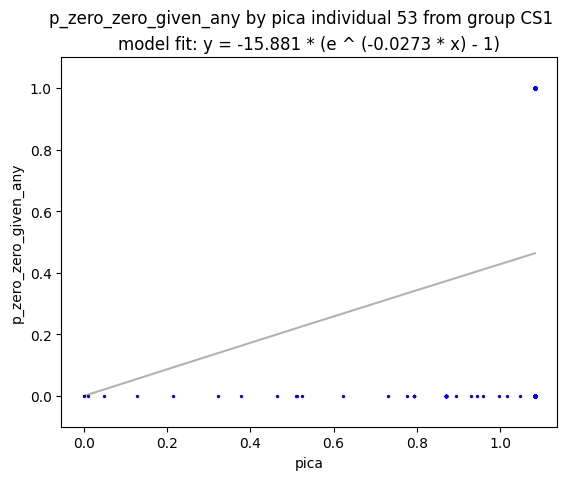 p_zero_zero_given_any by pica individual 53 from group CS1
model fit: y = -15.881 * (e ^ (-0.0273 * x) - 1)
1.0
0.8
0.6
0.4
0.2
0.0
p_zero_zero_given_any
0.0 0.2 0.4 0.6 0.8 1.0
pica